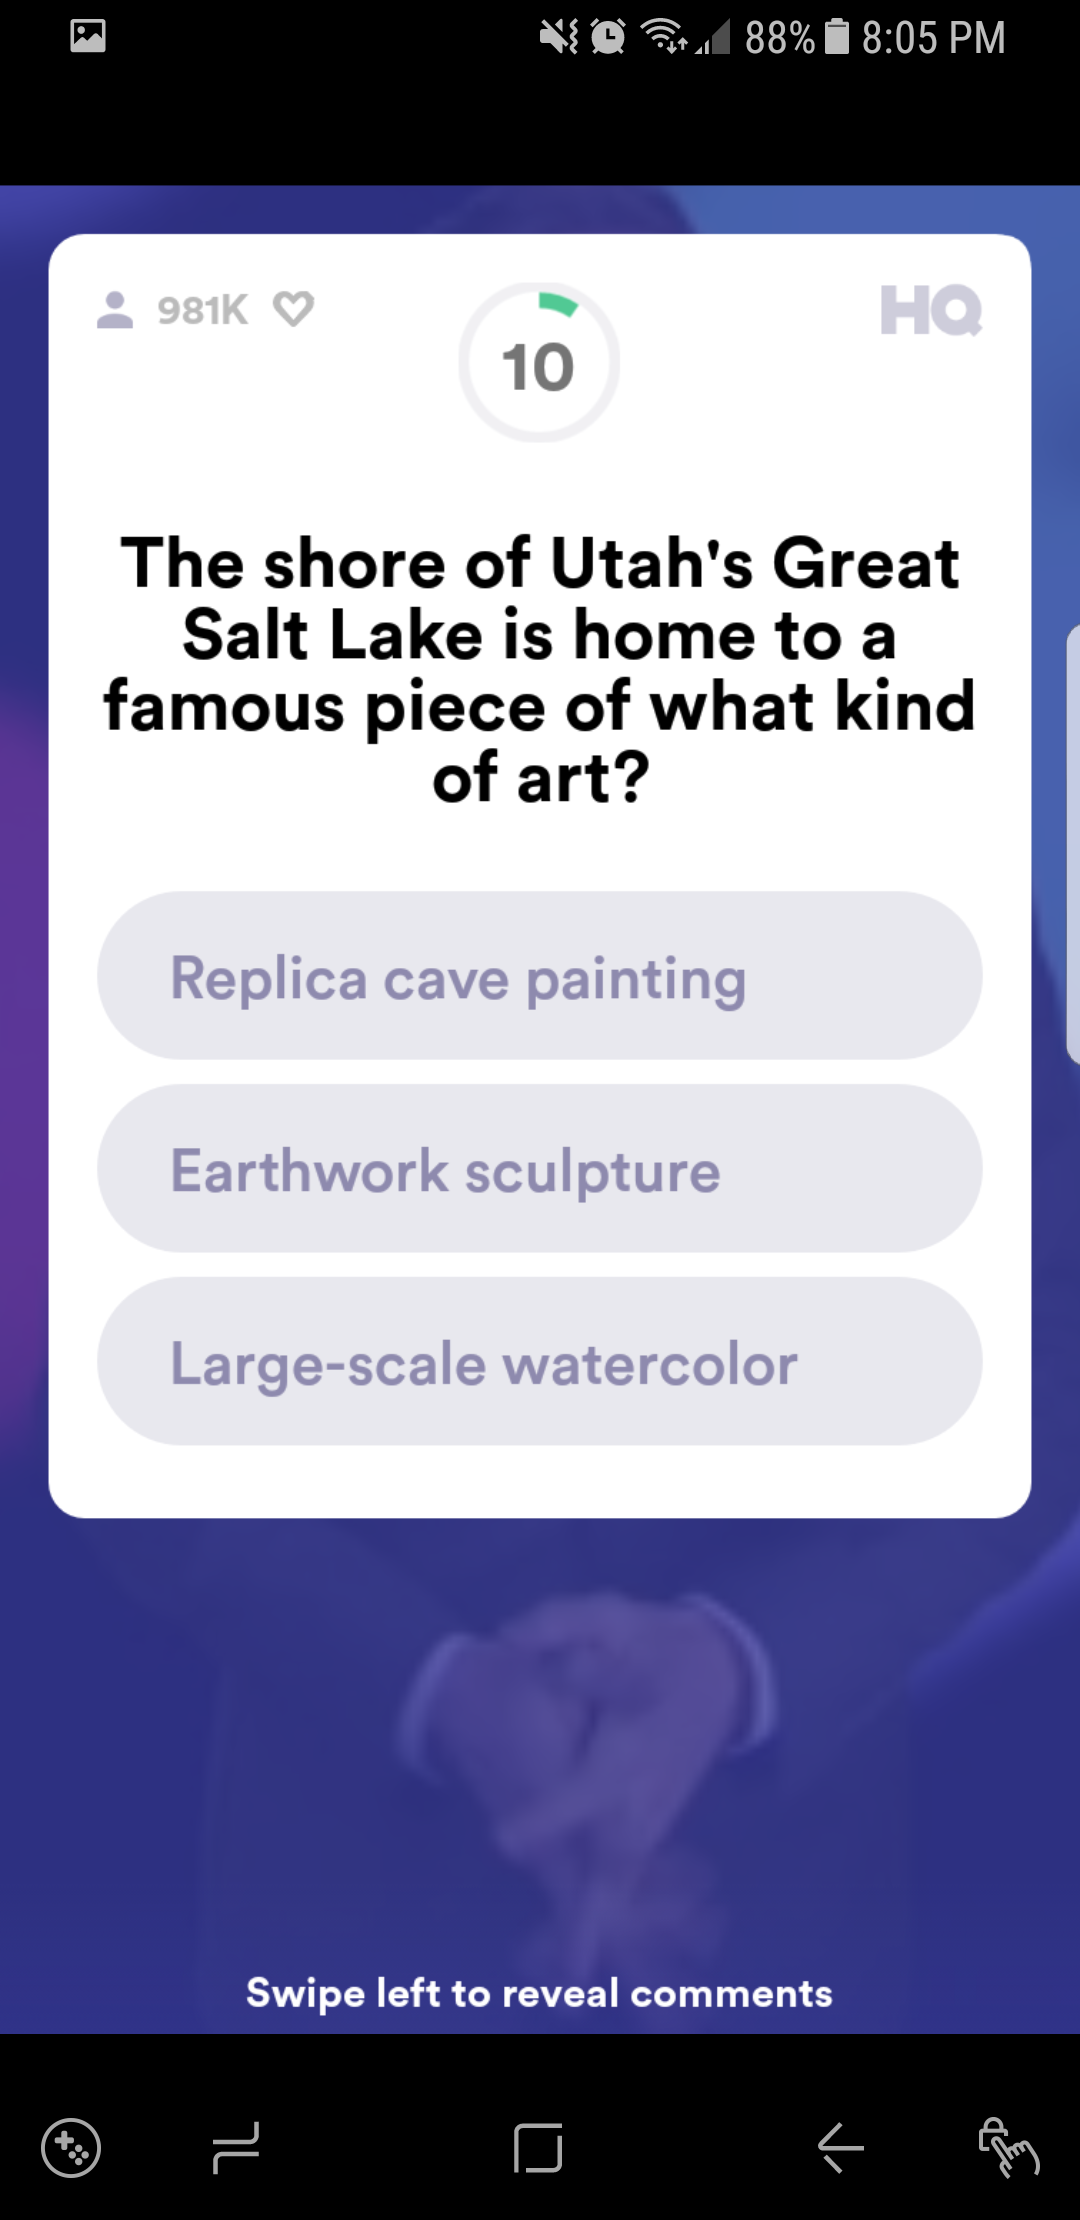 88% 8:05 PM
981K
HQ
10
The shore of Utah's Great
Salt Lake is home to a
famous piece of what kind
of art?
Replica cave painting
Earthwork sculpture
Large-scale watercolor
Swipe left to reveal comments